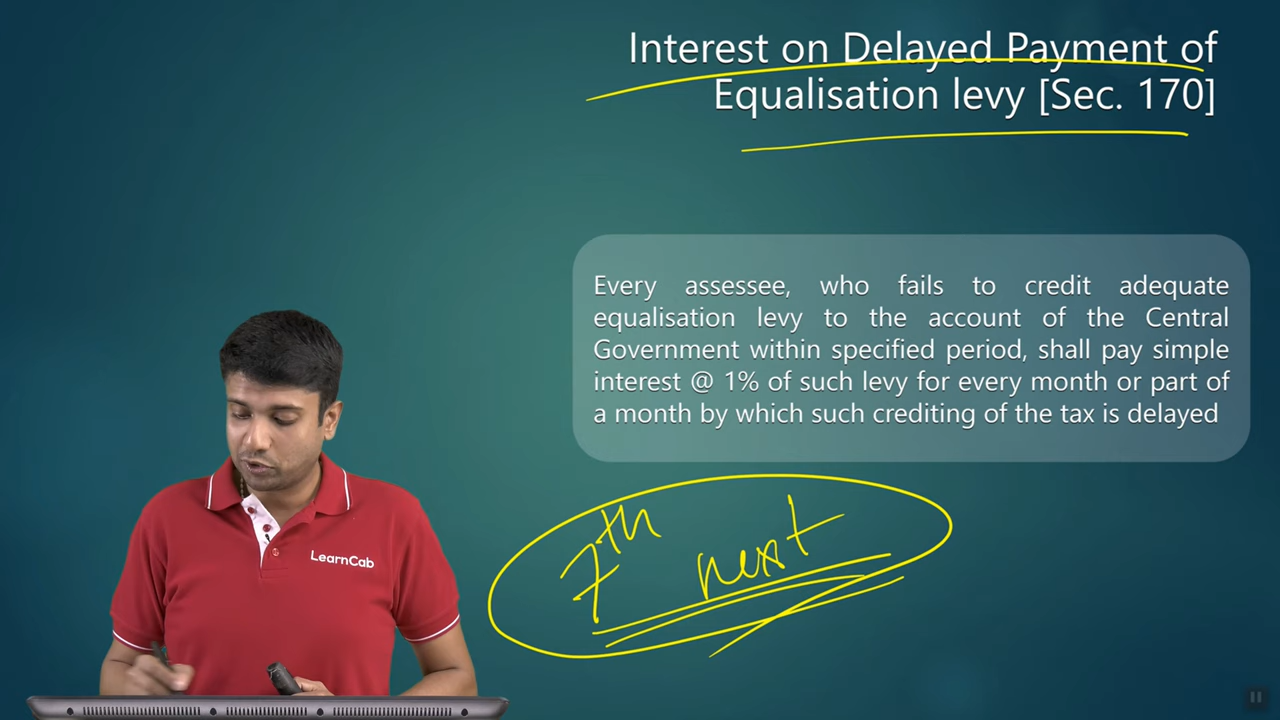 Interest on Delayed Payment of
Equalisation levy [Sec. 170]
Every assessee, who fails to credit adequate
equalisation levy to the account of the Central
Government within specified period, shall pay simple
interest @ 1% of such levy for every month or part of
a month by which such crediting of the tax is delayed
7th next
LearnCab